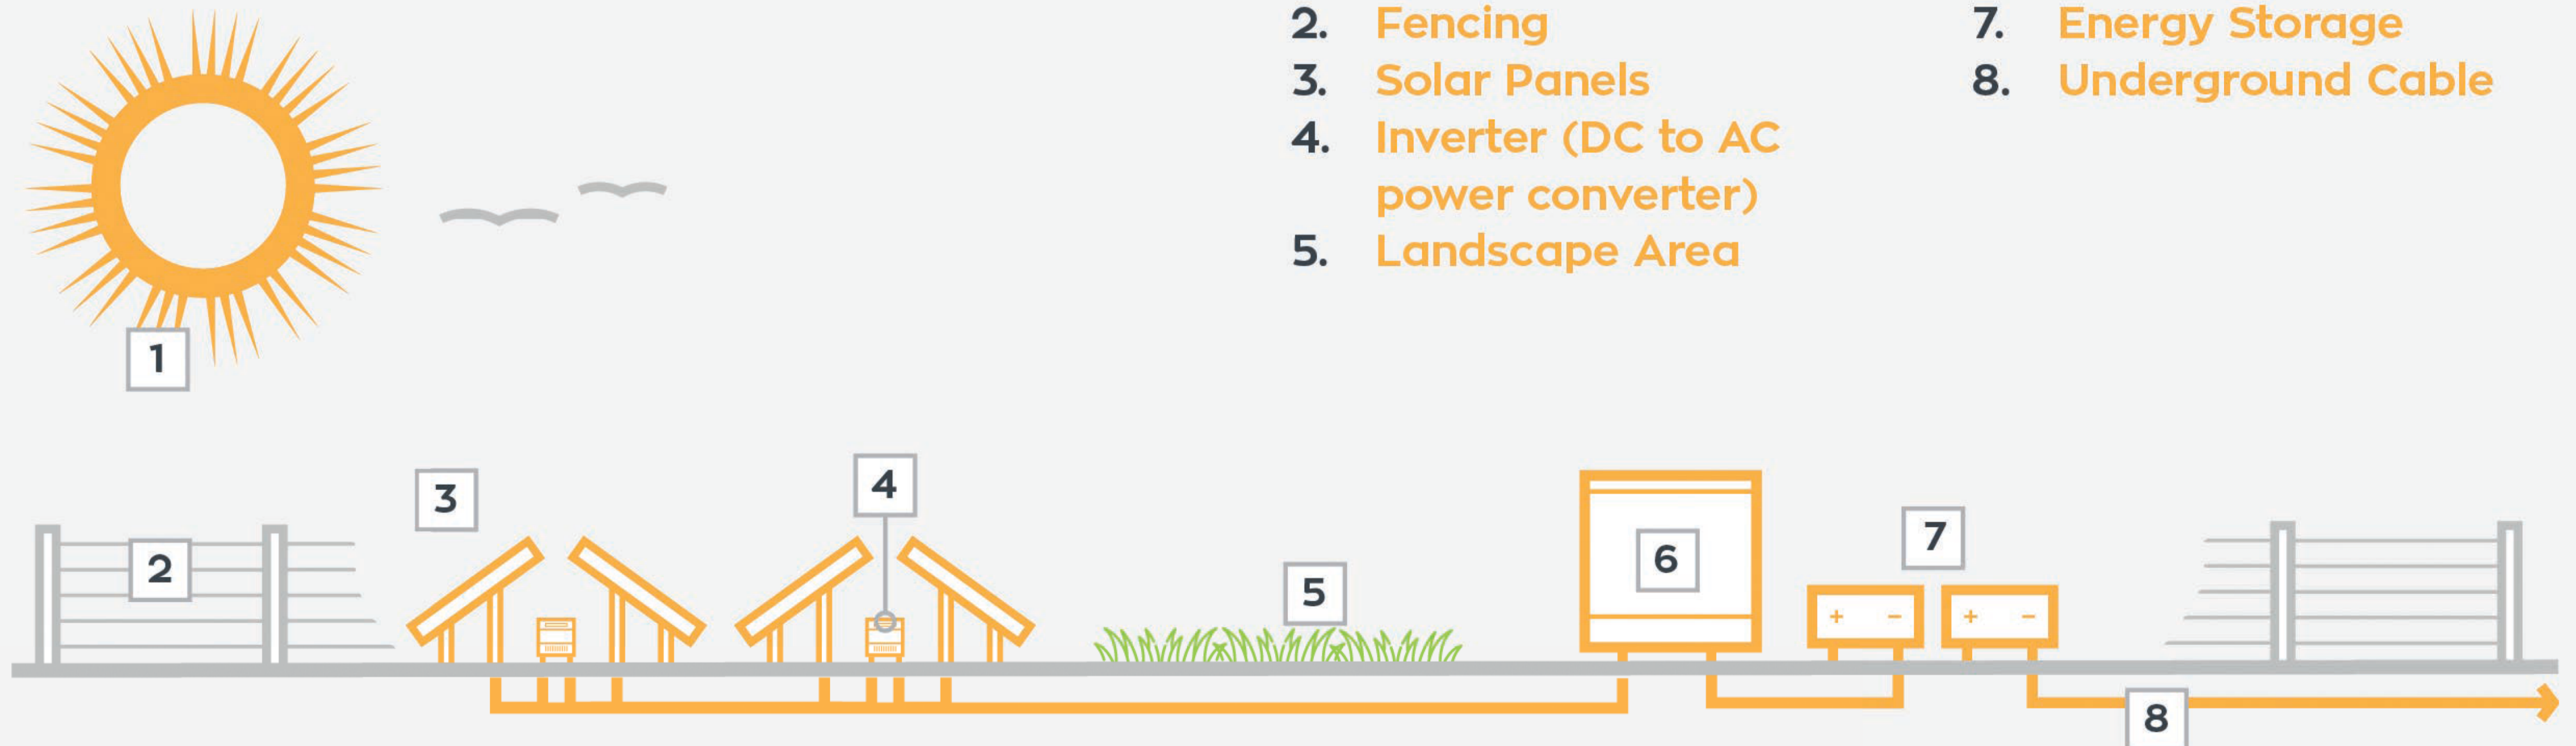 2. Fencing
3. Solar Panels
4. Inverter (DC to AC
power converter)
5. Landscape Area
7. Energy Storage
8. Underground Cable
1
2
3
4
5
6
7
8
+ - + -